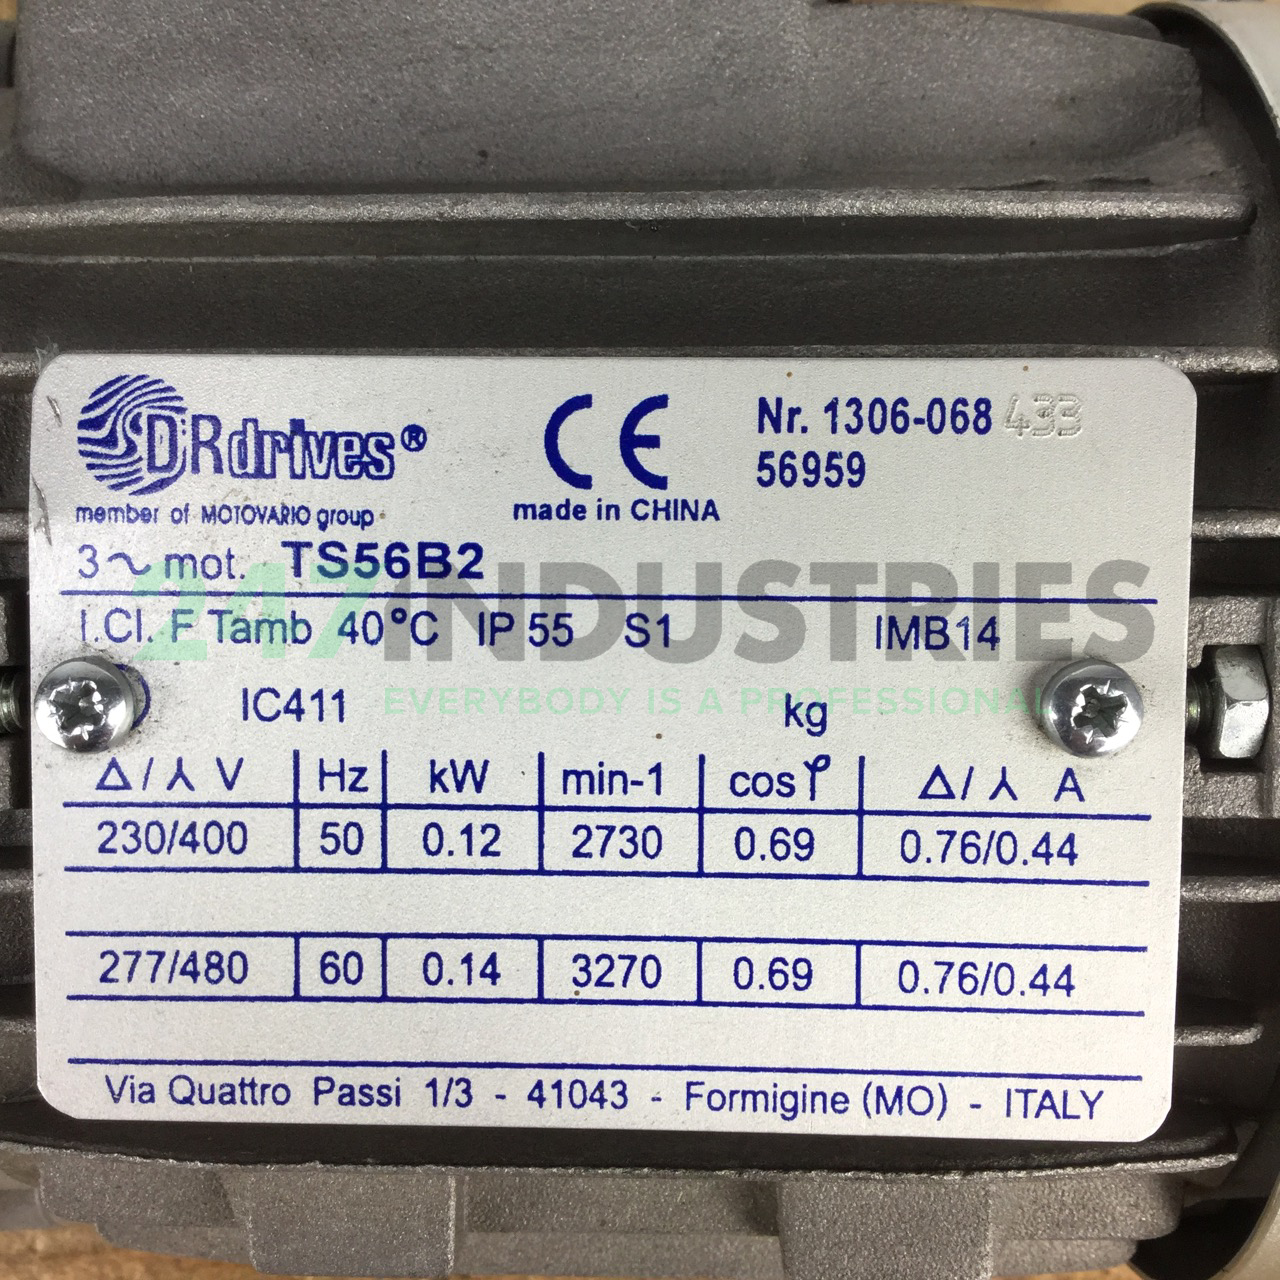 DRdrives®
member of MOTOVARIO group
CE
made in CHINA
Nr. 1306-068 433
56959
3~ mot. TS56B2
I.Cl. F Tamb 40°C IP 55 S1 IMB14
IC411 kg
Δ/⅄ V Hz kW min-1 cosφ Δ/⅄ A
230/400 50 0.12 2730 0.69 0.76/0.44
277/480 60 0.14 3270 0.69 0.76/0.44
Via Quattro Passi 1/3 - 41043 - Formigine (MO) - ITALY
247INDUSTRIES
EVERYBODY IS A PROFESSIONAL